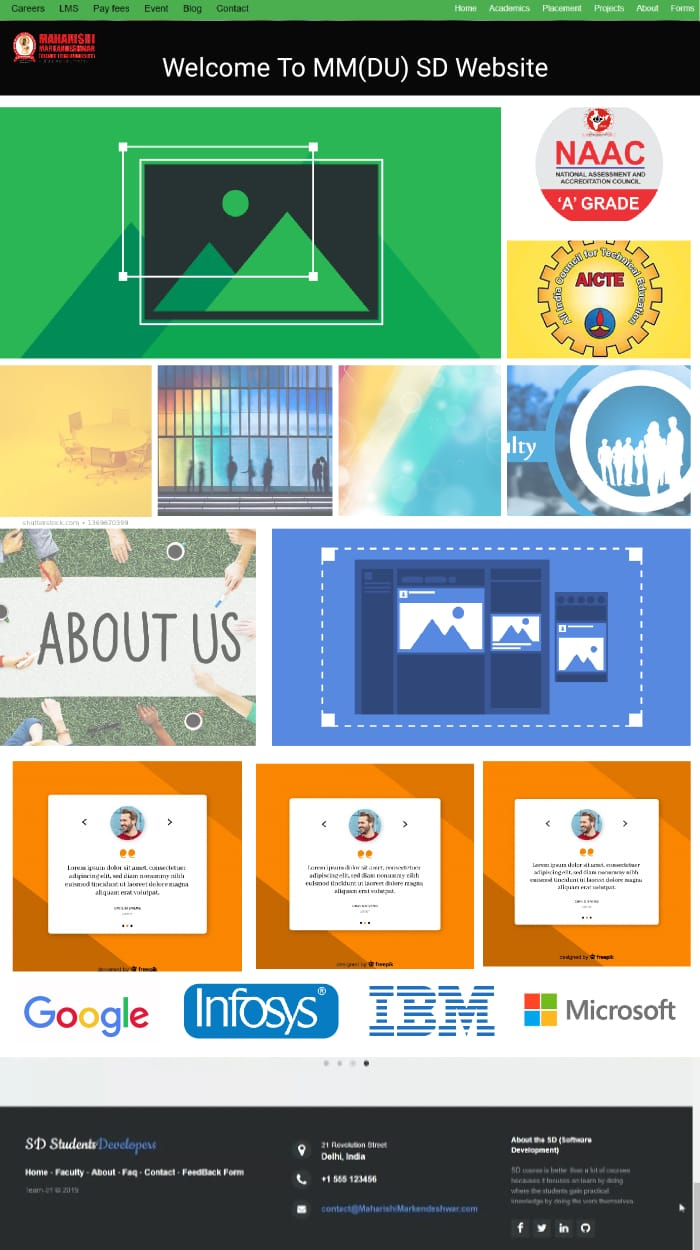 Careers LMS Pay fees Event Blog Contact
Home Academics Placement Projects About Forms
MAHARISHI
MARKANDESHWAR
Welcome To MM(DU) SD Website
NAAC
NATIONAL ASSESSMENT AND
ACCREDITATION COUNCIL
'A' GRADE
All India Council for Technical Education
AICTE
lty
shutterstock.com • 1369670399
ABOUT US
Lorem ipsum dolor sit amet, consectetuer
adipiscing elit, sed diam nonummy nibh
euismod tincidunt ut laoreet dolore magna
aliquam erat volutpat.
designed by freepik
Lorem ipsum dolor sit amet, consectetuer
adipiscing elit, sed diam nonummy nibh
euismod tincidunt ut laoreet dolore magna
aliquam erat volutpat.
designed by freepik
Lorem ipsum dolor sit amet, consectetuer
adipiscing elit, sed diam nonummy nibh
euismod tincidunt ut laoreet dolore magna
aliquam erat volutpat.
designed by freepik
Google
Infosys®
IBM
Microsoft
SD StudentsDevelopers
Home · Faculty · About · Faq · Contact · FeedBack Form
Team-01 © 2019
21 Revolution Street
Delhi, India
+1 555 123456
contact@MaharishiMarkendeshwar.com
About the SD (Software
Development)
SD course is better than a lot of courses
because it focuses on learn by doing
where the students gain practical
knowledge by doing the work themselves.